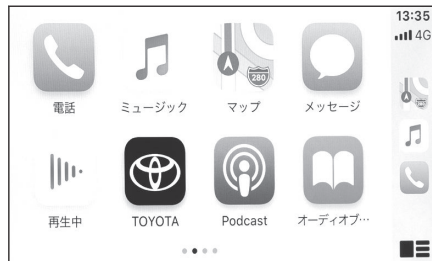 13:35
4G
電話
ミュージック
マップ
280
メッセージ
再生中
TOYOTA
Podcast
オーディオブ…